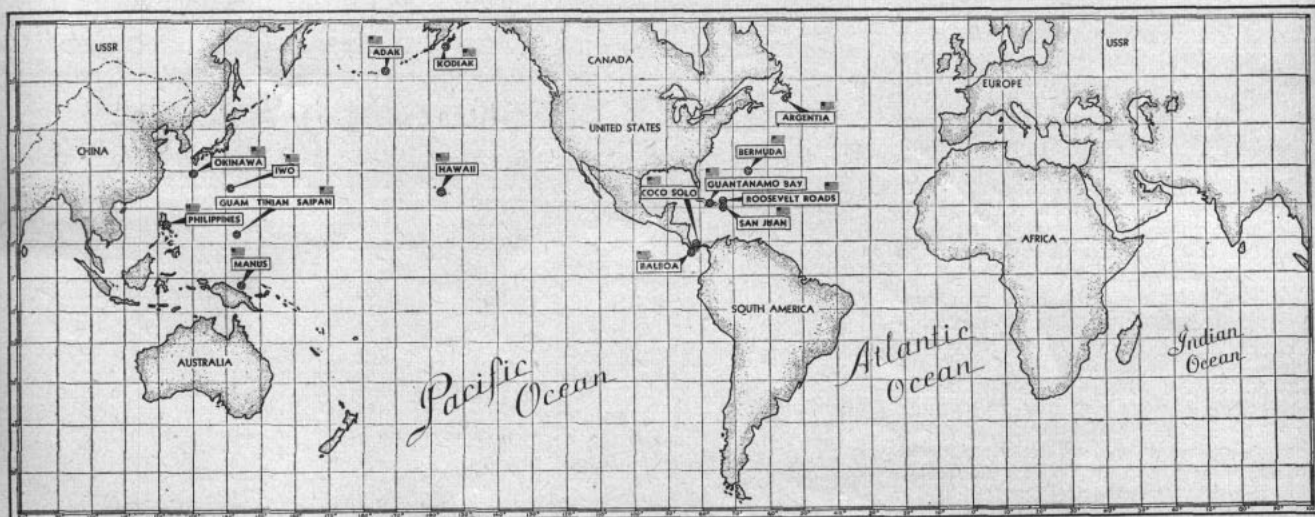 USSR
ADAK
KODIAK
CANADA
USSR
EUROPE
ARGENTIA
UNITED STATES
CHINA
BERMUDA
OKINAWA
IWO
HAWAII
GUANTANAMO BAY
COCO SOLO
ROOSEVELT ROADS
GUAM TINIAN SAIPAN
PHILIPPINES
SAN JUAN
AFRICA
MANUS
BALBOA
SOUTH AMERICA
AUSTRALIA
Pacific
Ocean
Atlantic
Ocean
Indian
Ocean